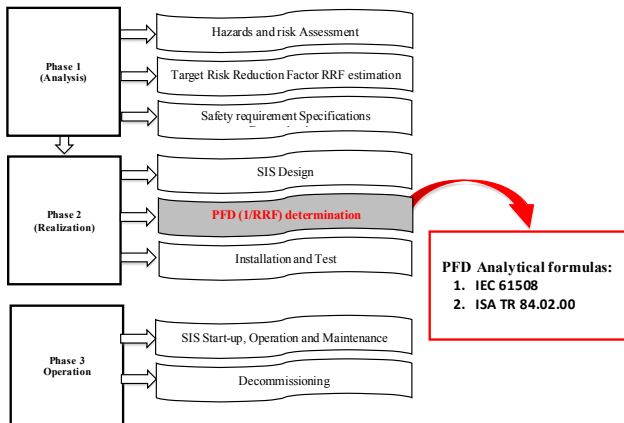 Phase 1
(Analysis)
Hazards and risk Assessment
Target Risk Reduction Factor RRF estimation
Safety requirement Specifications
Phase 2
(Realization)
SIS Design
PFD (1/RRF) determination
Installation and Test
PFD Analytical formulas:
1. IEC 61508
2. ISA TR 84.02.00
Phase 3
Operation
SIS Start-up, Operation and Maintenance
Decommissioning